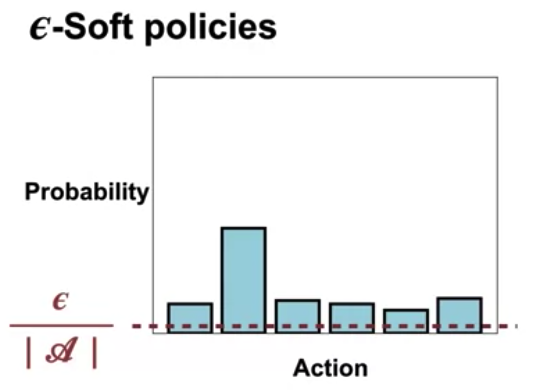 ϵ-Soft policies
Probability
ϵ
| 𝒜 |
Action